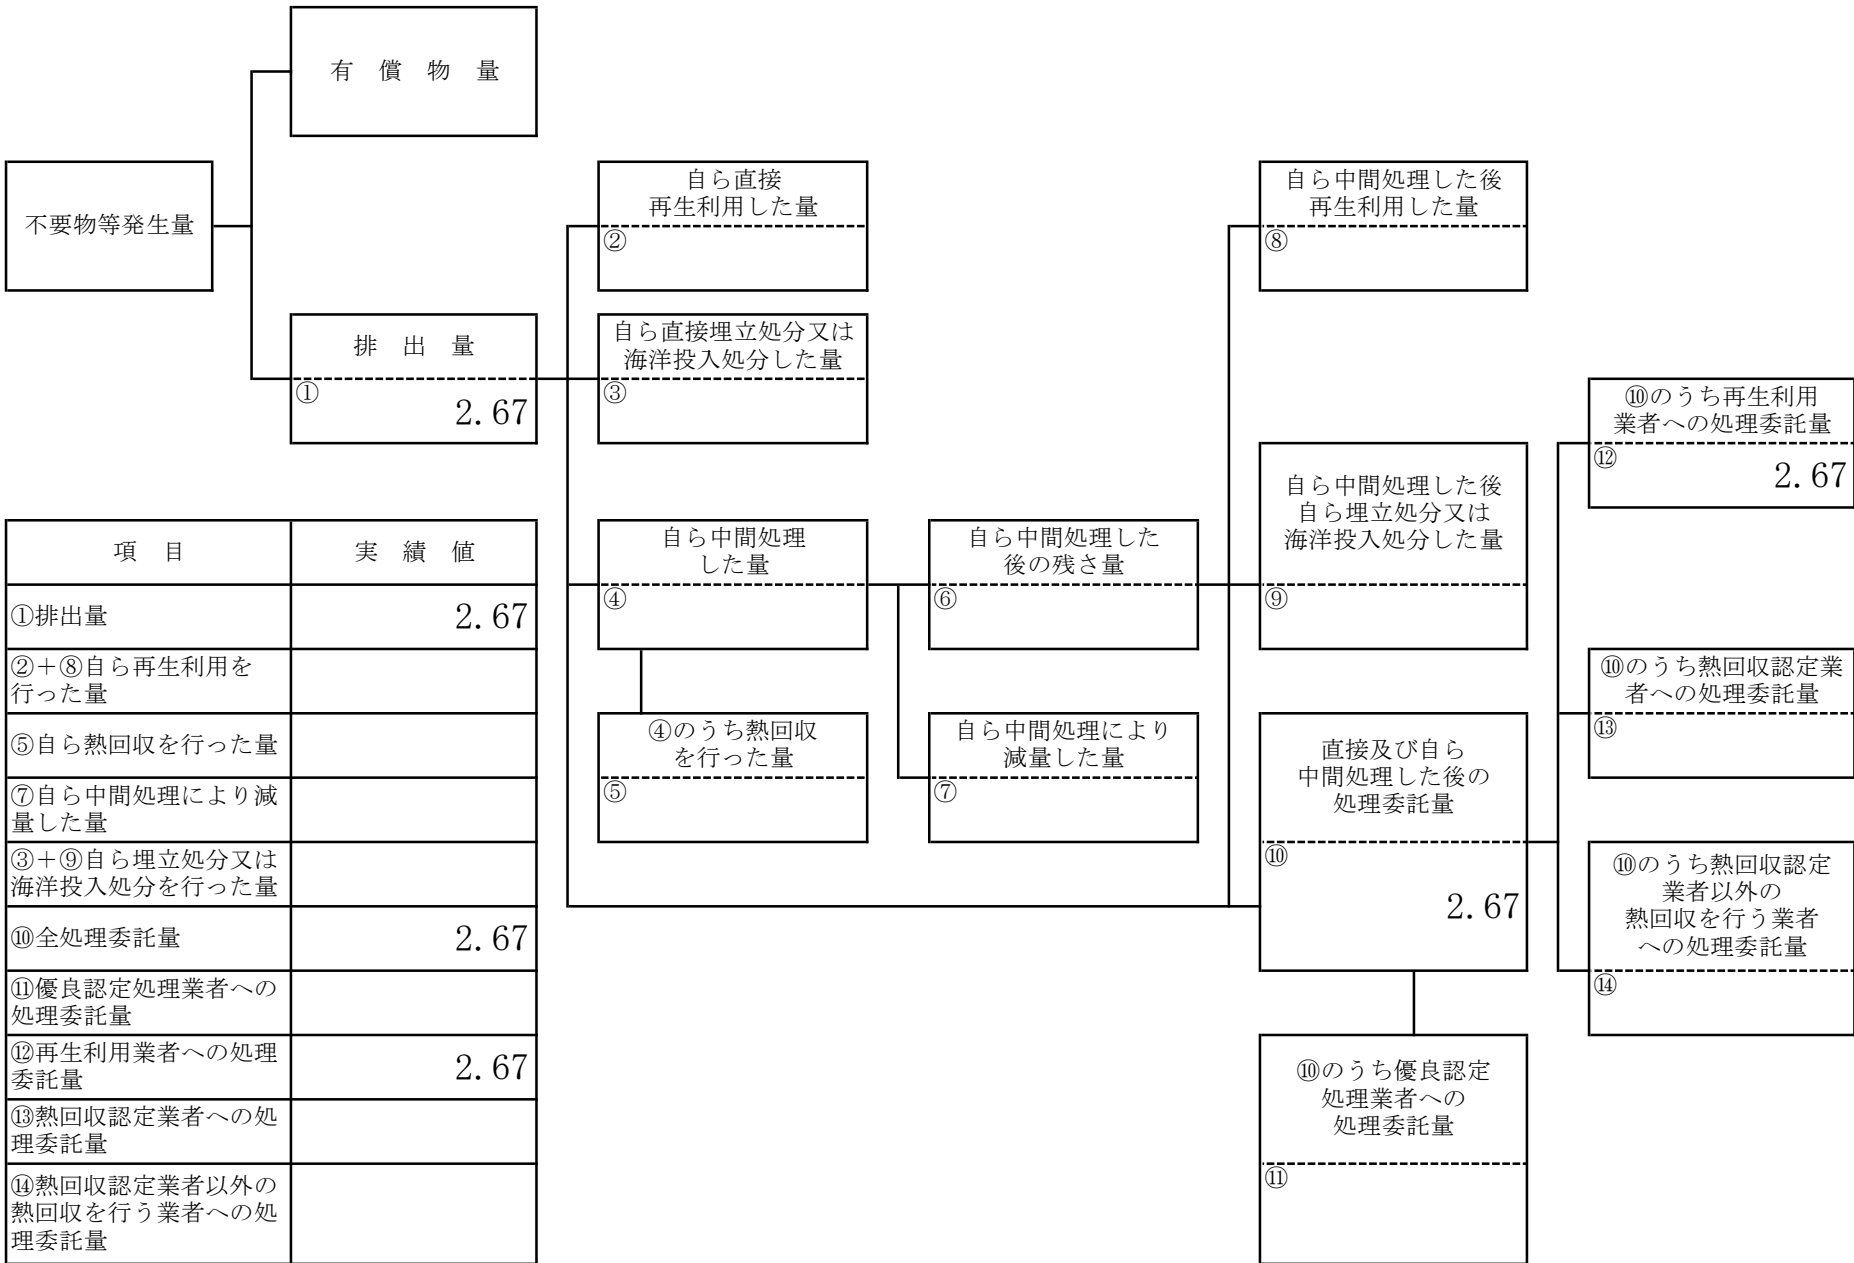 有 償 物 量
不要物等発生量
排 出 量
①
2.67
自ら直接
再生利用した量
②
自ら直接埋立処分又は
海洋投入処分した量
③
自ら中間処理
した量
④
④のうち熱回収
を行った量
⑤
自ら中間処理した
後の残さ量
⑥
自ら中間処理により
減量した量
⑦
自ら中間処理した後
再生利用した量
⑧
自ら中間処理した後
自ら埋立処分又は
海洋投入処分した量
⑨
直接及び自ら
中間処理した後の
処理委託量
⑩
2.67
⑩のうち優良認定
処理業者への
処理委託量
⑪
⑩のうち再生利用
業者への処理委託量
⑫
2.67
⑩のうち熱回収認定業
者への処理委託量
⑬
⑩のうち熱回収認定
業者以外の
熱回収を行う業者
への処理委託量
⑭
項 目 実 績 値
①排出量 2.67
②＋⑧自ら再生利用を
行った量
⑤自ら熱回収を行った量
⑦自ら中間処理により減
量した量
③＋⑨自ら埋立処分又は
海洋投入処分を行った量
⑩全処理委託量 2.67
⑪優良認定処理業者への
処理委託量
⑫再生利用業者への処理
委託量 2.67
⑬熱回収認定業者への処
理委託量
⑭熱回収認定業者以外の
熱回収を行う業者への処
理委託量